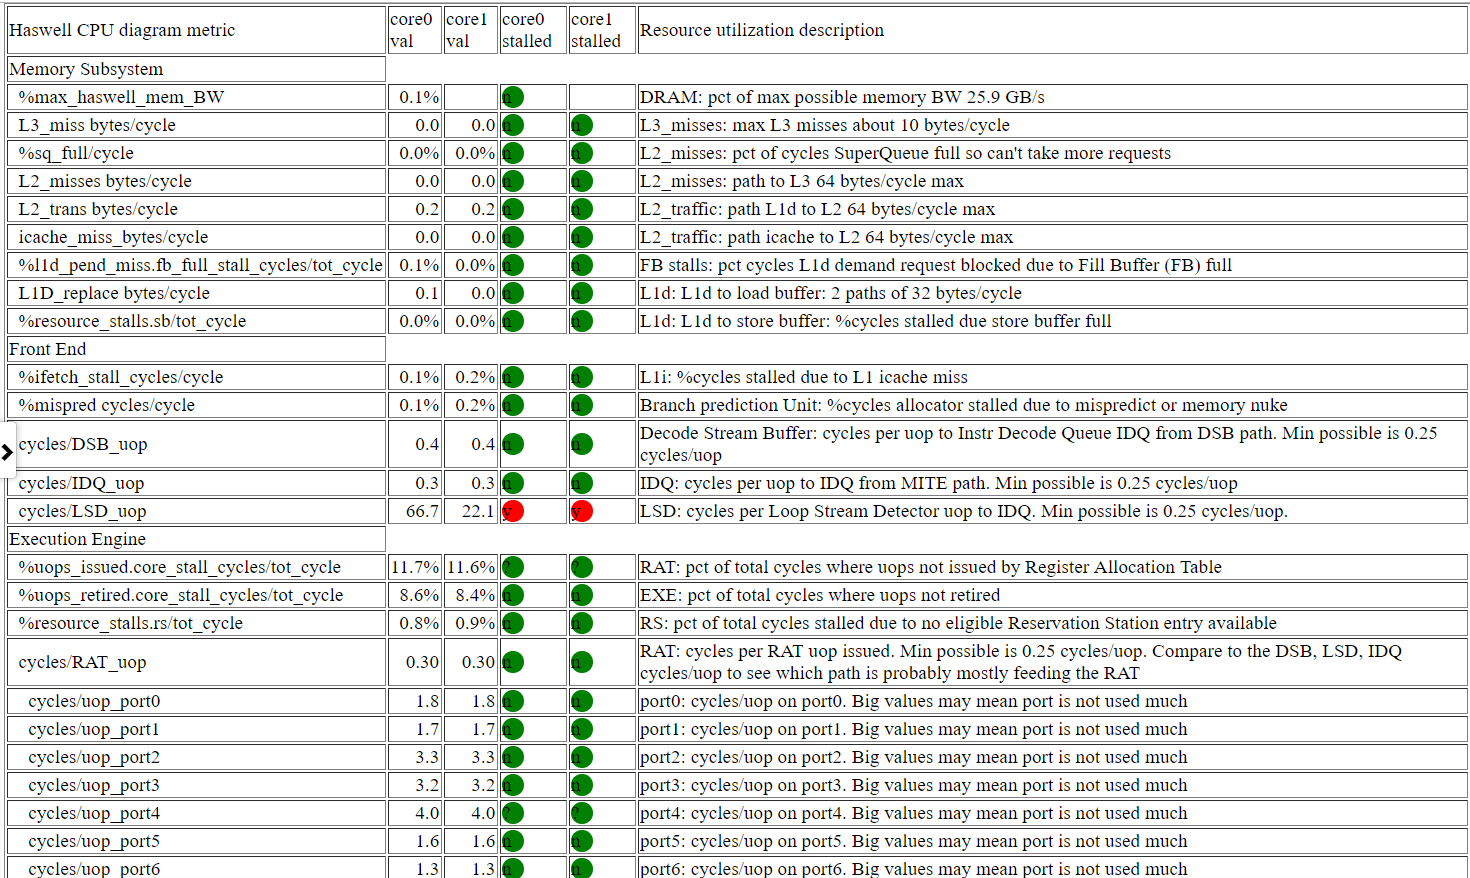 Haswell CPU diagram metric core0 val core1 val core0 stalled core1 stalled Resource utilization description
Memory Subsystem
%max_haswell_mem_BW 0.1% n DRAM: pct of max possible memory BW 25.9 GB/s
L3_miss bytes/cycle 0.0 0.0 n n L3_misses: max L3 misses about 10 bytes/cycle
%sq_full/cycle 0.0% 0.0% n n L2_misses: pct of cycles SuperQueue full so can't take more requests
L2_misses bytes/cycle 0.0 0.0 n n L2_misses: path to L3 64 bytes/cycle max
L2_trans bytes/cycle 0.2 0.2 n n L2_traffic: path L1d to L2 64 bytes/cycle max
icache_miss_bytes/cycle 0.0 0.0 n n L2_traffic: path icache to L2 64 bytes/cycle max
%l1d_pend_miss.fb_full_stall_cycles/tot_cycle 0.1% 0.0% n n FB stalls: pct cycles L1d demand request blocked due to Fill Buffer (FB) full
L1D_replace bytes/cycle 0.1 0.0 n n L1d: L1d to load buffer: 2 paths of 32 bytes/cycle
%resource_stalls.sb/tot_cycle 0.0% 0.0% n n L1d: L1d to store buffer: %cycles stalled due store buffer full
Front End
%ifetch_stall_cycles/cycle 0.1% 0.2% n n L1i: %cycles stalled due to L1 icache miss
%mispred cycles/cycle 0.1% 0.2% n n Branch prediction Unit: %cycles allocator stalled due to mispredict or memory nuke
cycles/DSB_uop 0.4 0.4 n n Decode Stream Buffer: cycles per uop to Instr Decode Queue IDQ from DSB path. Min possible is 0.25
cycles/uop
cycles/IDQ_uop 0.3 0.3 n n IDQ: cycles per uop to IDQ from MITE path. Min possible is 0.25 cycles/uop
cycles/LSD_uop 66.7 22.1 y y LSD: cycles per Loop Stream Detector uop to IDQ. Min possible is 0.25 cycles/uop.
Execution Engine
%uops_issued.core_stall_cycles/tot_cycle 11.7% 11.6% ? ? RAT: pct of total cycles where uops not issued by Register Allocation Table
%uops_retired.core_stall_cycles/tot_cycle 8.6% 8.4% n n EXE: pct of total cycles where uops not retired
%resource_stalls.rs/tot_cycle 0.8% 0.9% n n RS: pct of total cycles stalled due to no eligible Reservation Station entry available
cycles/RAT_uop 0.30 0.30 n n RAT: cycles per RAT uop issued. Min possible is 0.25 cycles/uop. Compare to the DSB, LSD, IDQ
cycles/uop to see which path is probably mostly feeding the RAT
cycles/uop_port0 1.8 1.8 n n port0: cycles/uop on port0. Big values may mean port is not used much
cycles/uop_port1 1.7 1.7 n n port1: cycles/uop on port1. Big values may mean port is not used much
cycles/uop_port2 3.3 3.3 n n port2: cycles/uop on port2. Big values may mean port is not used much
cycles/uop_port3 3.2 3.2 n n port3: cycles/uop on port3. Big values may mean port is not used much
cycles/uop_port4 4.0 4.0 ? ? port4: cycles/uop on port4. Big values may mean port is not used much
cycles/uop_port5 1.6 1.6 n n port5: cycles/uop on port5. Big values may mean port is not used much
cycles/uop_port6 1.3 1.3 n n port6: cycles/uop on port6. Big values may mean port is not used much